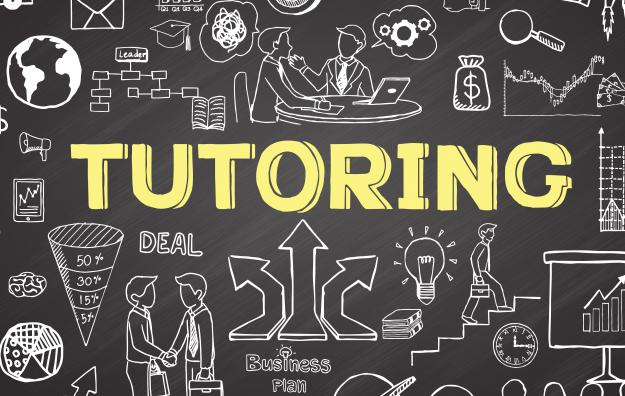 Leader
$
$
TUTORING
DEAL
50%
30%
15%
5%
Business
Plan